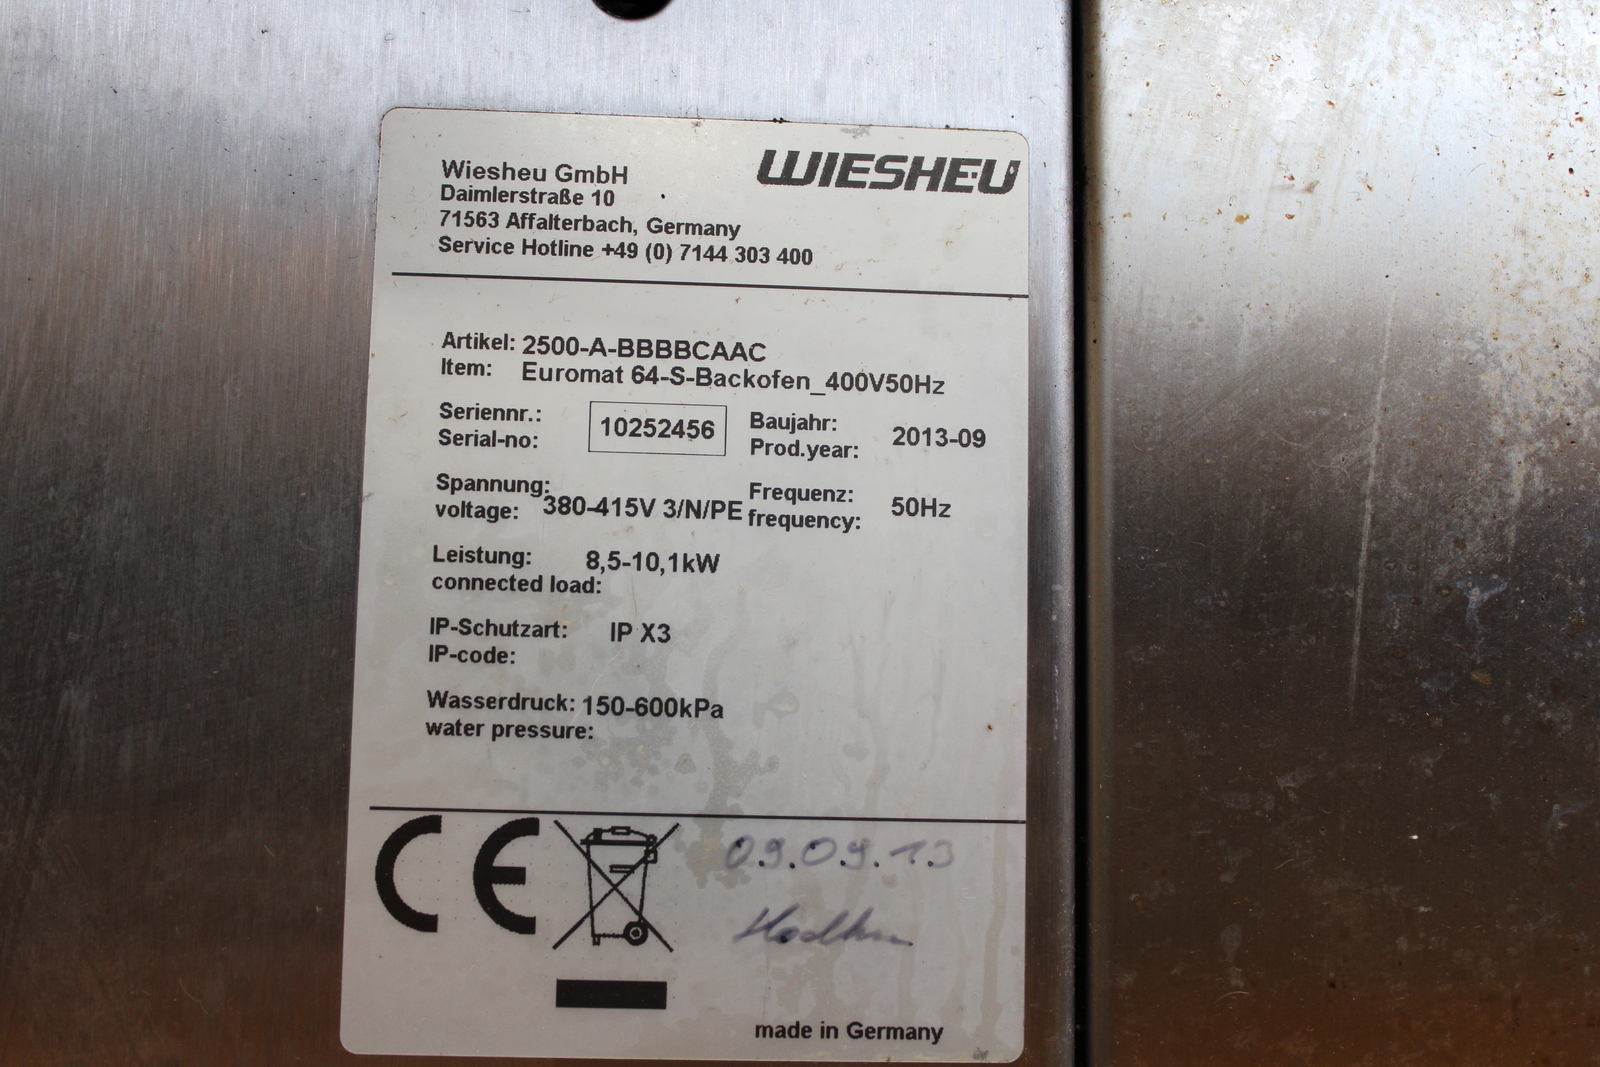 WIESHEU
Wiesheu GmbH
Daimlerstraße 10
71563 Affalterbach, Germany
Service Hotline +49 (0) 7144 303 400
Artikel: 2500-A-BBBBCAAC
Item: Euromat 64-S-Backofen_400V50Hz
Seriennr.:
Serial-no: 10252456
Baujahr:
Prod.year: 2013-09
Spannung:
voltage: 380-415V 3/N/PE
Frequenz:
frequency: 50Hz
Leistung: 8,5-10,1kW
connected load:
IP-Schutzart: IP X3
IP-code:
Wasserdruck: 150-600kPa
water pressure:
CE
09.09.13
made in Germany